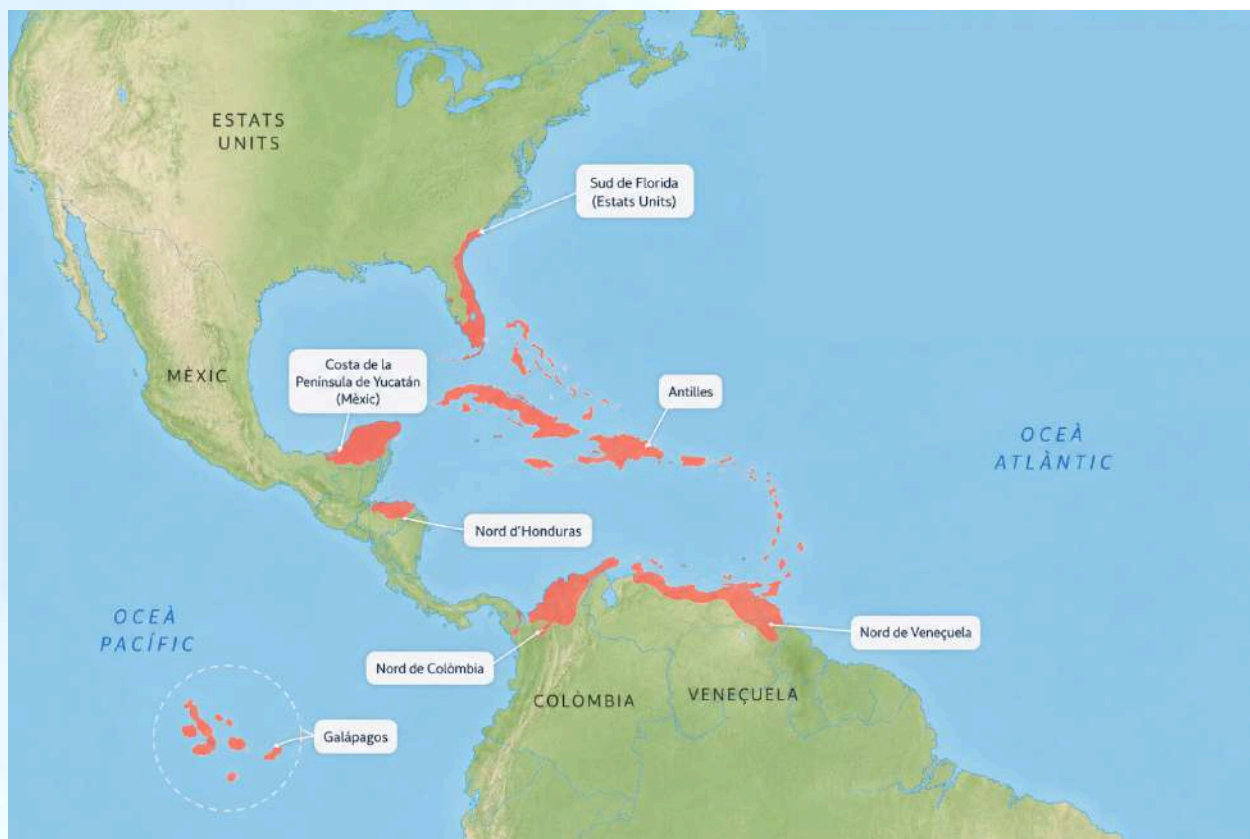 ESTATS
UNITS
Sud de Florida
(Estats Units)
Costa de la
Península de Yucatán
(Mèxic)
MÈXIC
Antilles
OCEÀ
ATLÀNTIC
Nord d'Honduras
OCEÀ
PACÍFIC
Nord de Veneçuela
Nord de Colòmbia
COLÒMBIA
VENEÇUELA
Galápagos